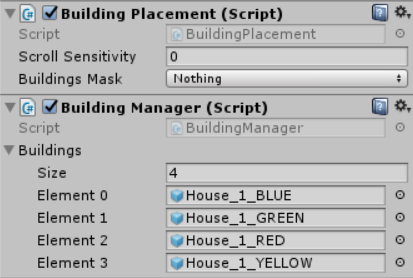 Building Placement (Script)
Script BuildingPlacement
Scroll Sensitivity 0
Buildings Mask Nothing
Building Manager (Script)
Script BuildingManager
Buildings
Size 4
Element 0 House_1_BLUE
Element 1 House_1_GREEN
Element 2 House_1_RED
Element 3 House_1_YELLOW